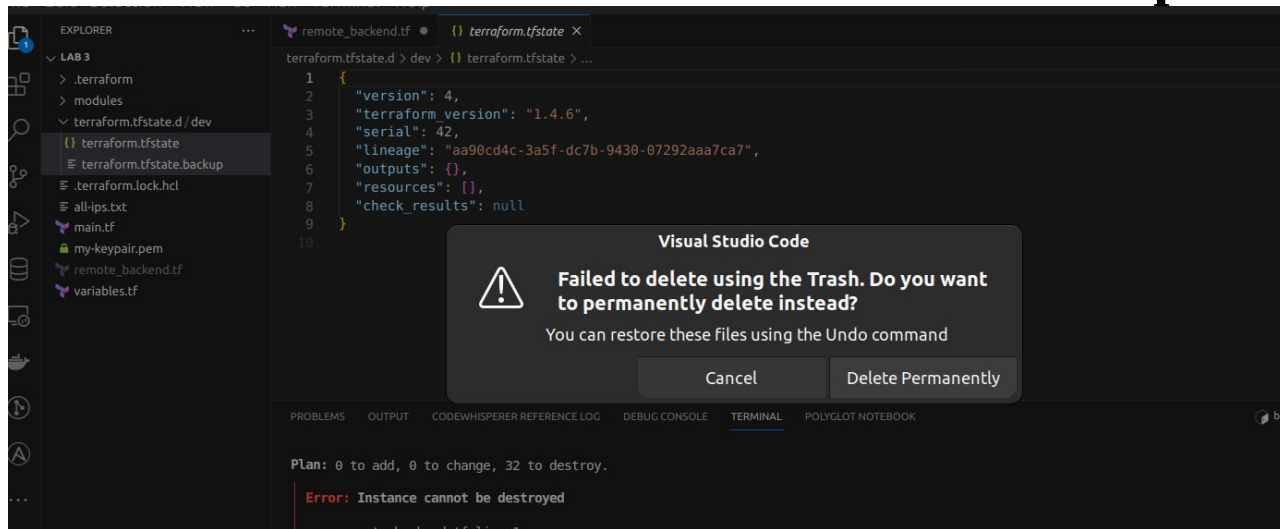 EXPLORER
...
LAB 3
.terraform
modules
terraform.tfstate.d / dev
{} terraform.tfstate
terraform.tfstate.backup
.terraform.lock.hcl
all-ips.txt
main.tf
my-keypair.pem
remote_backend.tf
variables.tf
remote_backend.tf ● {} terraform.tfstate ×
terraform.tfstate.d > dev > {} terraform.tfstate > ...
1 {
2 "version": 4,
3 "terraform_version": "1.4.6",
4 "serial": 42,
5 "lineage": "aa90cd4c-3a5f-dc7b-9430-07292aaa7ca7",
6 "outputs": {},
7 "resources": [],
8 "check_results": null
9 }
10
Visual Studio Code
Failed to delete using the Trash. Do you want
to permanently delete instead?
You can restore these files using the Undo command
Cancel Delete Permanently
PROBLEMS OUTPUT CODEWHISPERER REFERENCE LOG DEBUG CONSOLE TERMINAL POLYGLOT NOTEBOOK
Plan: 0 to add, 0 to change, 32 to destroy.
Error: Instance cannot be destroyed